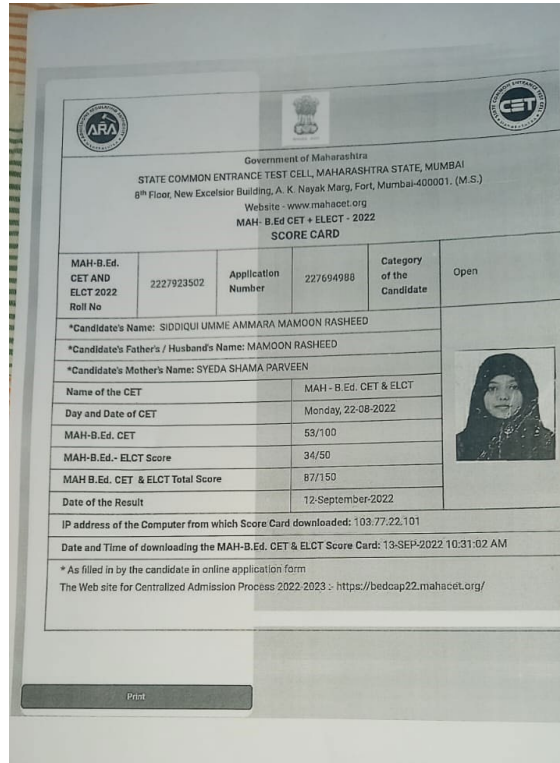 ARA
CET
Government of Maharashtra
STATE COMMON ENTRANCE TEST CELL, MAHARASHTRA STATE, MUMBAI
8th Floor, New Excelsior Building, A. K. Nayak Marg, Fort, Mumbai-400001. (M.S.)
Website - www.mahacet.org
MAH- B.Ed CET + ELECT - 2022
SCORE CARD
MAH-B.Ed. CET AND ELCT 2022 Roll No 2227923502 Application Number 227694988 Category of the Candidate Open
*Candidate's Name: SIDDIQUI UMME AMMARA MAMOON RASHEED
*Candidate's Father's / Husband's Name: MAMOON RASHEED
*Candidate's Mother's Name: SYEDA SHAMA PARVEEN
Name of the CET MAH - B.Ed. CET & ELCT
Day and Date of CET Monday, 22-08-2022
MAH-B.Ed. CET 53/100
MAH-B.Ed.- ELCT Score 34/50
MAH B.Ed. CET & ELCT Total Score 87/150
Date of the Result 12-September-2022
IP address of the Computer from which Score Card downloaded: 103.77.22.101
Date and Time of downloading the MAH-B.Ed. CET & ELCT Score Card: 13-SEP-2022 10:31:02 AM
* As filled in by the candidate in online application form
The Web site for Centralized Admission Process 2022-2023 :- https://bedcap22.mahacet.org/
Print